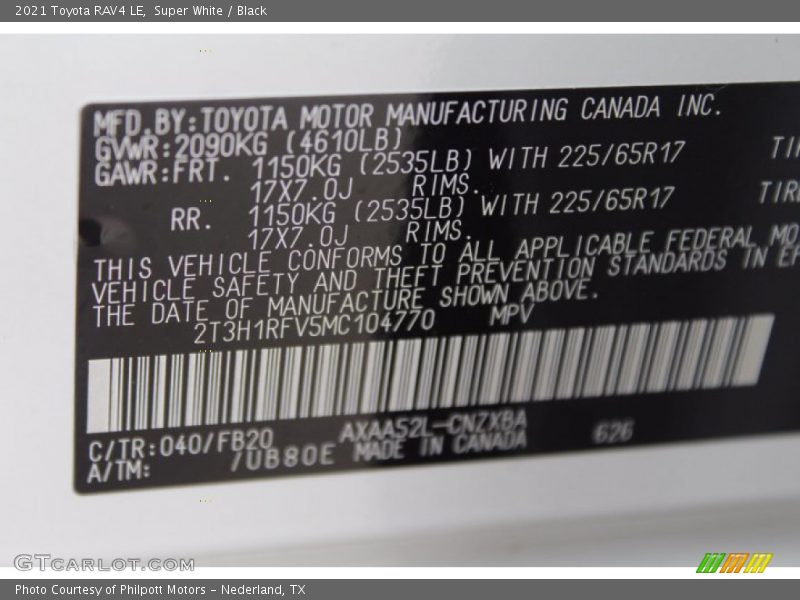 2021 Toyota RAV4 LE, Super White / Black
MFD.BY:TOYOTA MOTOR MANUFACTURING CANADA INC.
GVWR:2090KG (4610LB)
GAWR:FRT. 1150KG (2535LB) WITH 225/65R17 TI
17X7.0J RIMS.
RR. 1150KG (2535LB) WITH 225/65R17 TIR
17X7.0J RIMS.
THIS VEHICLE CONFORMS TO ALL APPLICABLE FEDERAL MO
VEHICLE SAFETY AND THEFT PREVENTION STANDARDS IN EF
THE DATE OF MANUFACTURE SHOWN ABOVE.
2T3H1RFV5MC104770 MPV
C/TR:040/FB20 AXAA52L-CNZXBA 626
A/TM: /UB80E MADE IN CANADA
GTCARLOT.COM
Photo Courtesy of Philpott Motors - Nederland, TX